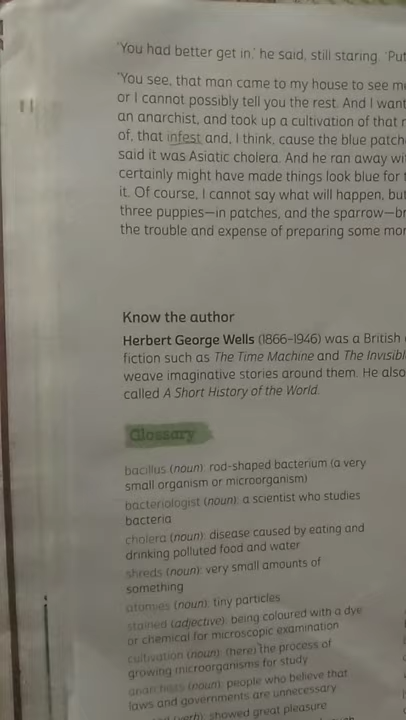 'You had better get in,' he said, still staring. 'Put
'You see, that man came to my house to see me
or I cannot possibly tell you the rest. And I want
an anarchist, and took up a cultivation of that
of, that infest and, I think, cause the blue patch
said it was Asiatic cholera. And he ran away
certainly might have made things look blue for
it. Of course, I cannot say what will happen, but
three puppies—in patches, and the sparrow—
the trouble and expense of preparing some
Know the author
Herbert George Wells (1866–1946) was a British
fiction such as The Time Machine and The Invisibl
weave imaginative stories around them. He also
called A Short History of the World.
Glossary
bacillus (noun): rod-shaped bacterium (a very
small organism or microorganism)
bacteriologist (noun): a scientist who studies
bacteria
cholera (noun): disease caused by eating and
drinking polluted food and water
shreds (noun): very small amounts of
something
atomies (noun): tiny particles
stained (adjective): being coloured with a dye
or chemical for microscopic examination
cultivation (noun): (here) the process of
growing microorganisms for study
anarchists (noun): people who believe that
laws and governments are unnecessary
(verb): showed great pleasure